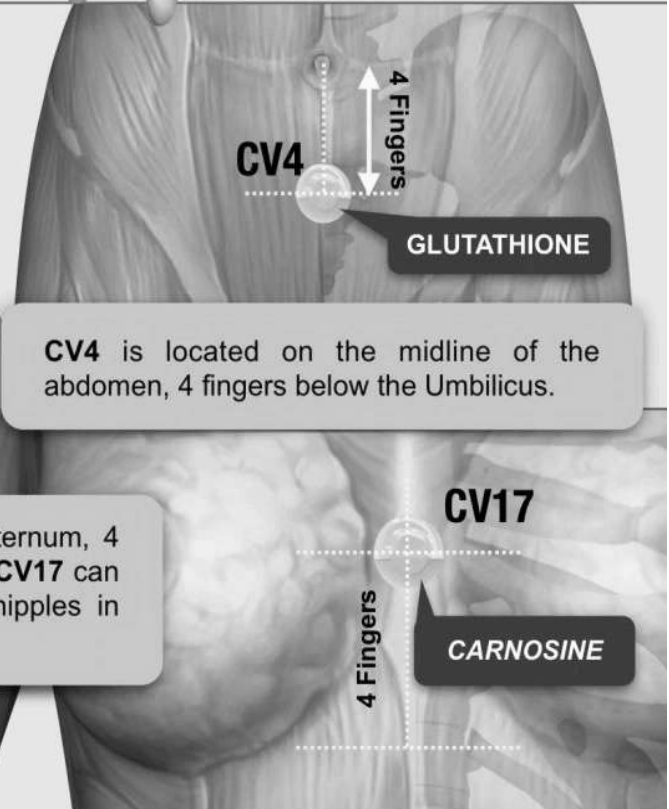 4 Fingers
CV4
GLUTATHIONE
CV4 is located on the midline of the
abdomen, 4 fingers below the Umbilicus.
CV17
ternum, 4
CV17 can
nipples in
4 Fingers
CARNOSINE